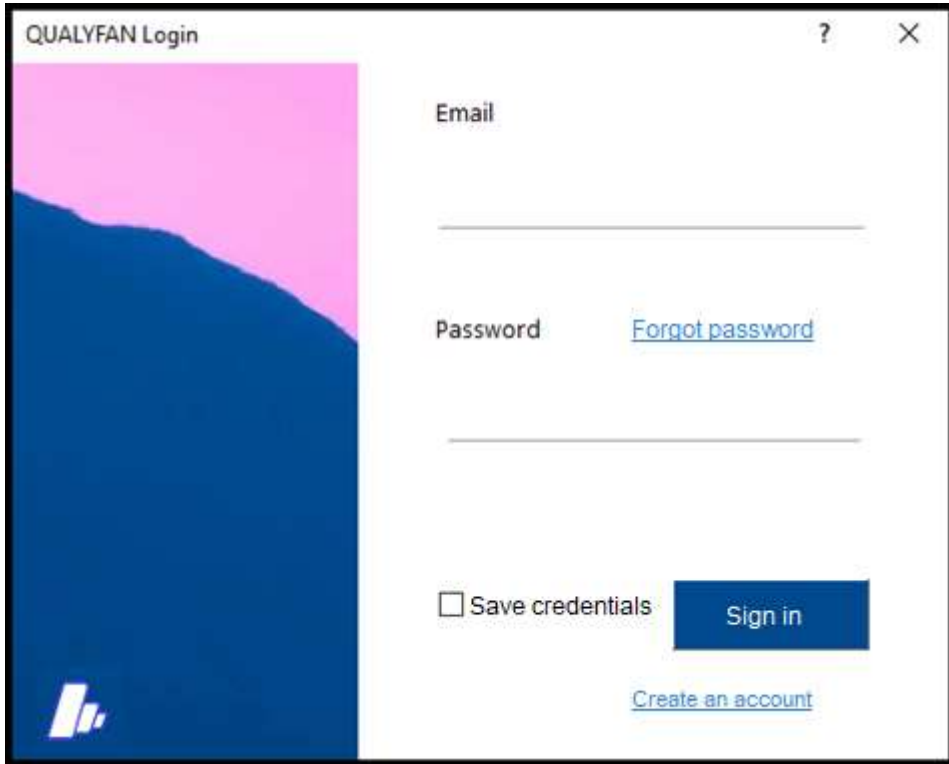 QUALYFAN Login ?
Email
Password Forgot password
Save credentials Sign in
Create an account